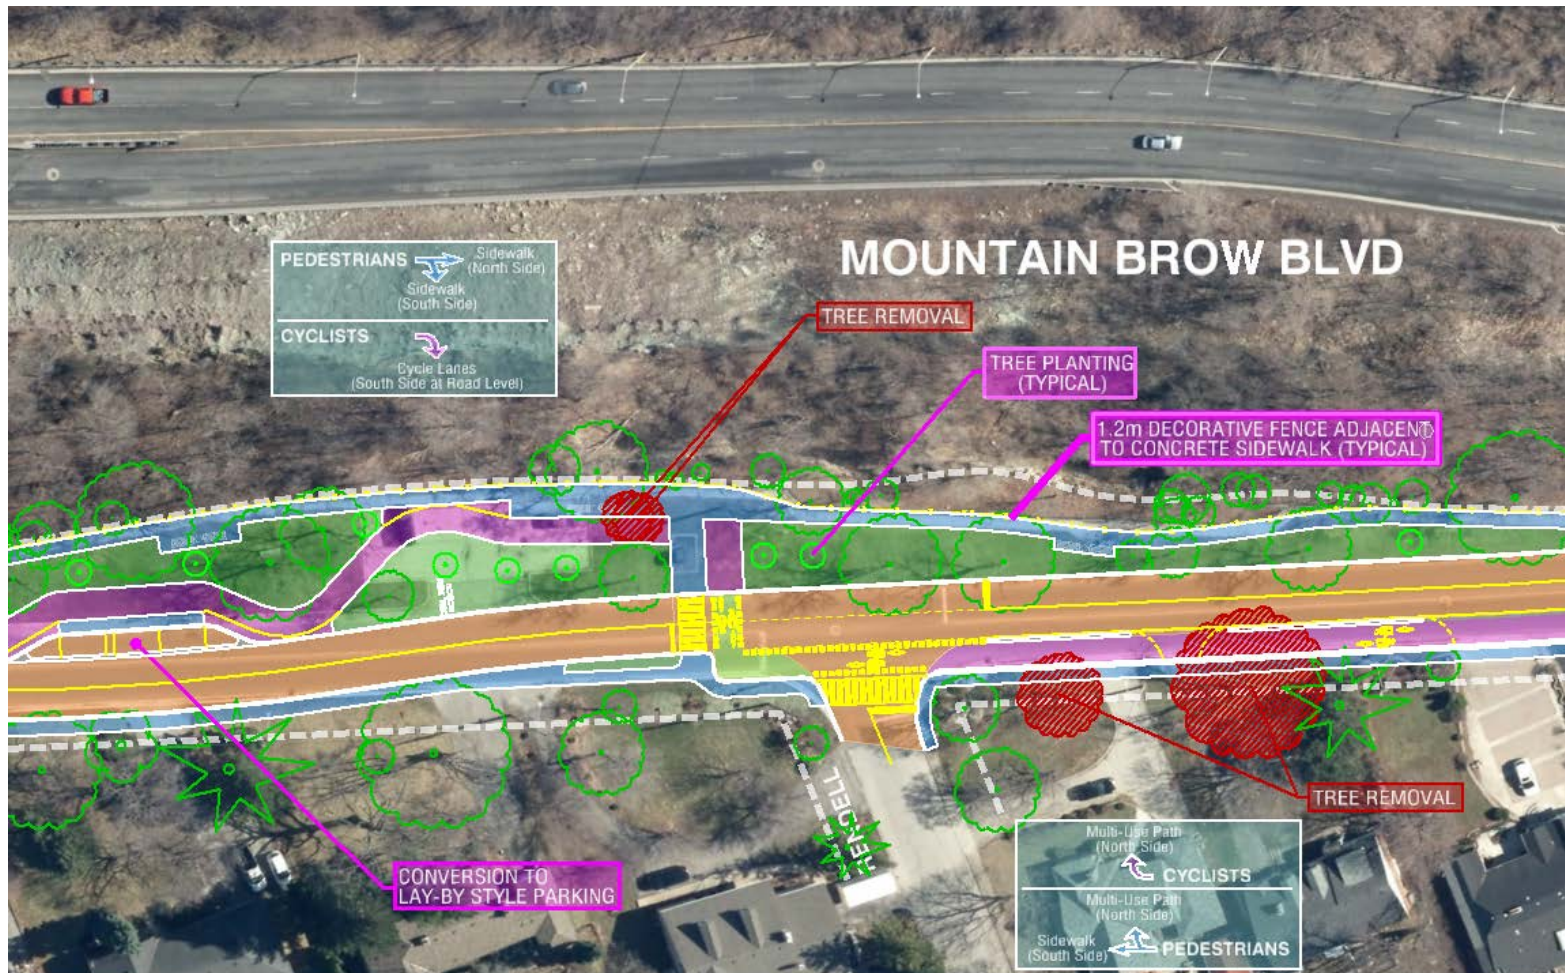 MOUNTAIN BROW BLVD
PEDESTRIANS
Sidewalk
(North Side)
Sidewalk
(South Side)
CYCLISTS
Cycle Lanes
(South Side at Road Level)
TREE REMOVAL
TREE PLANTING
(TYPICAL)
1.2m DECORATIVE FENCE ADJACENT
TO CONCRETE SIDEWALK (TYPICAL)
CONVERSION TO
LAY-BY STYLE PARKING
TREE REMOVAL
Multi-Use Path
(North Side)
CYCLISTS
Multi-Use Path
(North Side)
Sidewalk
(South Side)
PEDESTRIANS